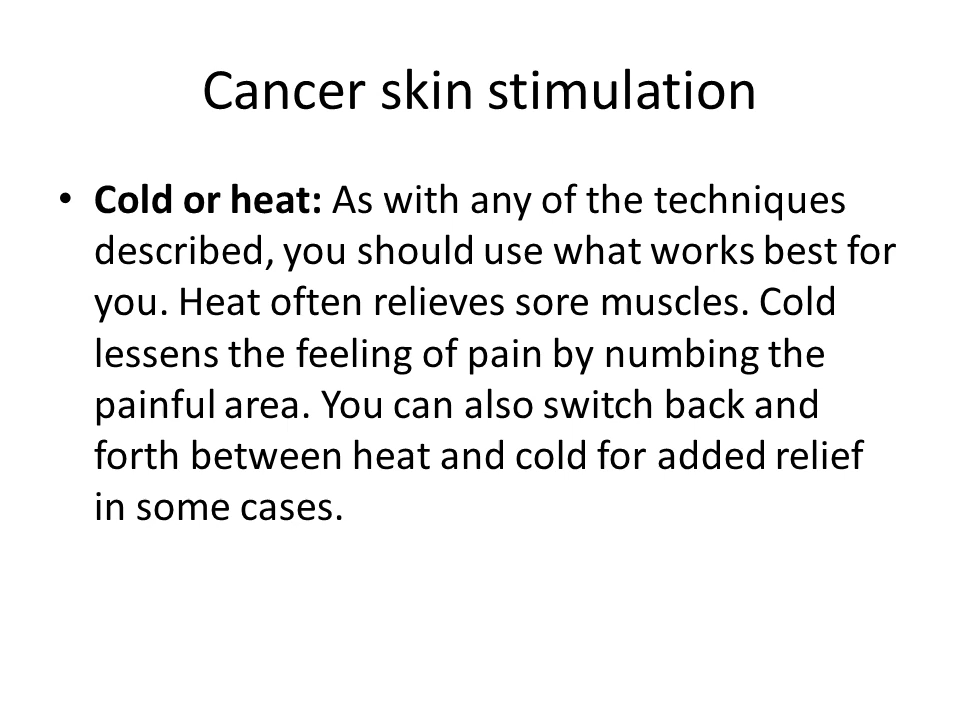 Cancer skin stimulation
• Cold or heat: As with any of the techniques
described, you should use what works best for
you. Heat often relieves sore muscles. Cold
lessens the feeling of pain by numbing the
painful area. You can also switch back and
forth between heat and cold for added relief
in some cases.